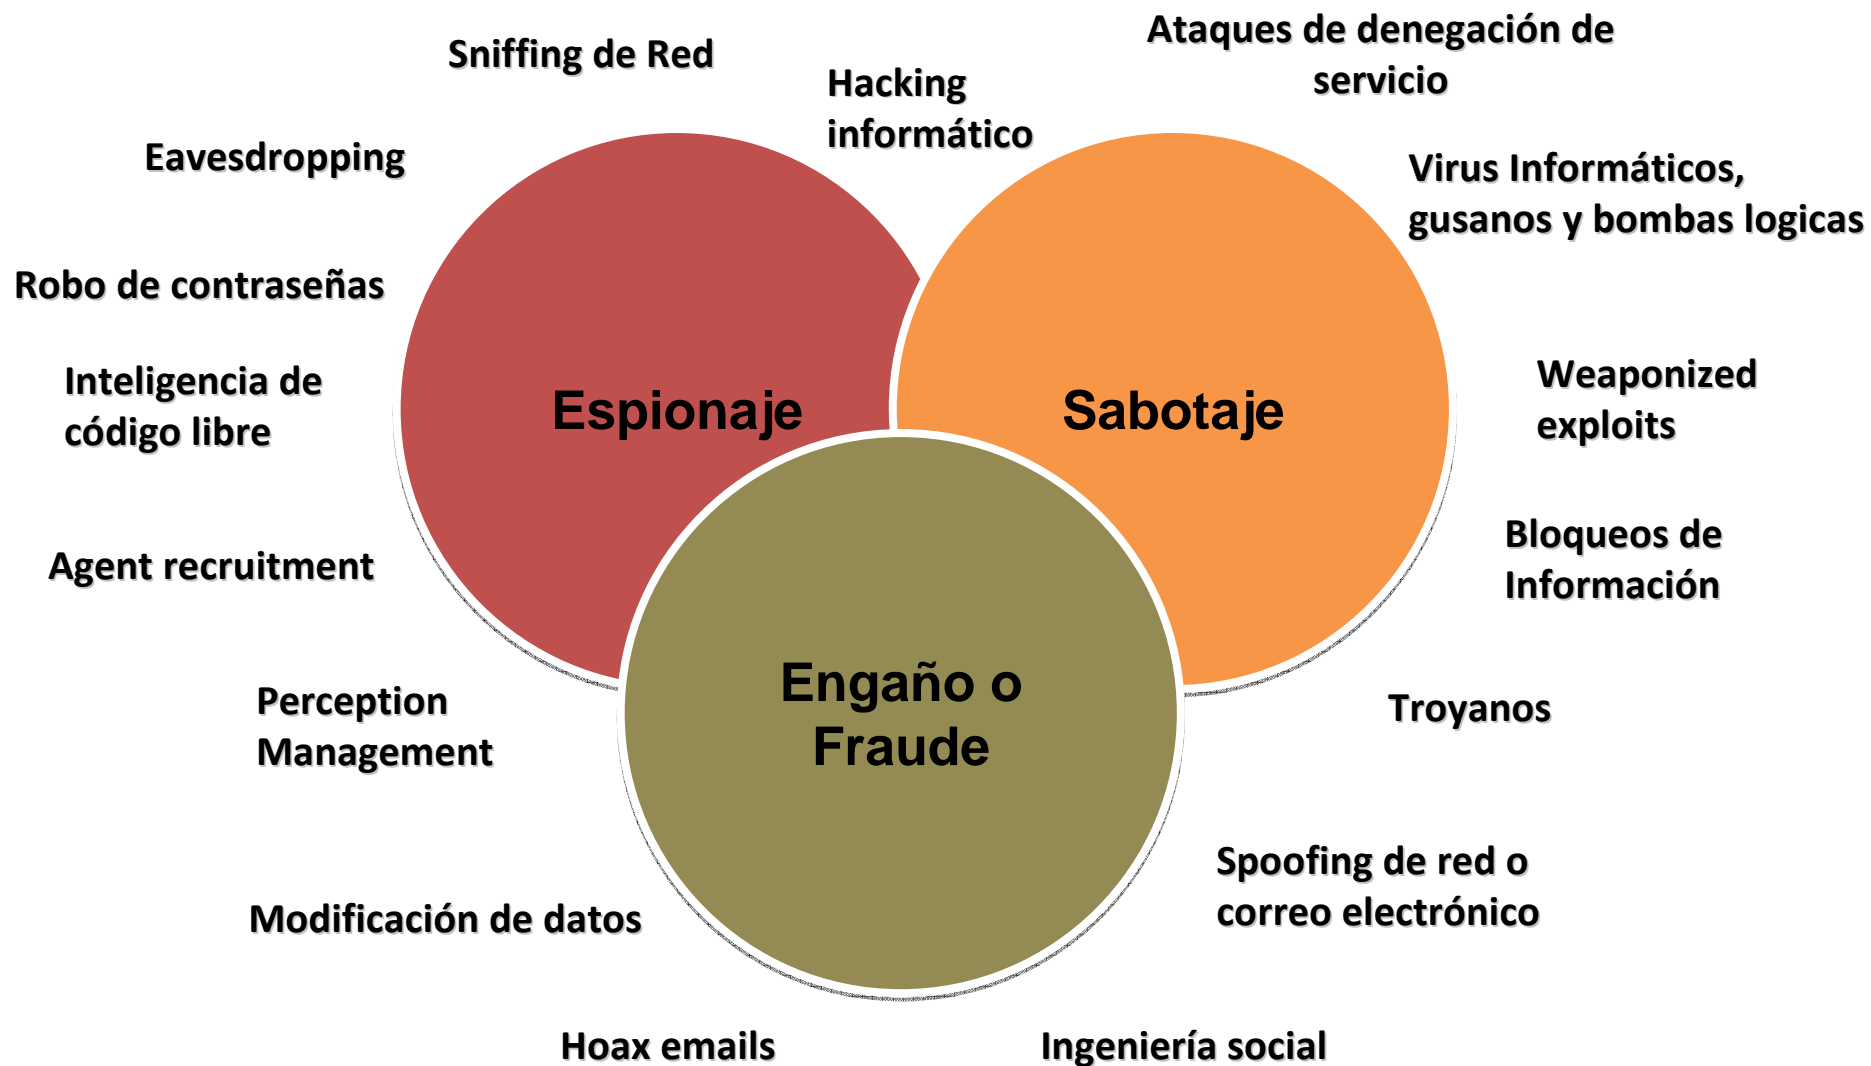 Sniffing de Red
Hacking
informático
Ataques de denegación de
servicio
Eavesdropping
Virus Informáticos,
gusanos y bombas logicas
Robo de contraseñas
Inteligencia de
código libre
Espionaje
Sabotaje
Weaponized
exploits
Agent recruitment
Bloqueos de
Información
Perception
Management
Engaño o
Fraude
Troyanos
Modificación de datos
Spoofing de red o
correo electrónico
Hoax emails
Ingeniería social